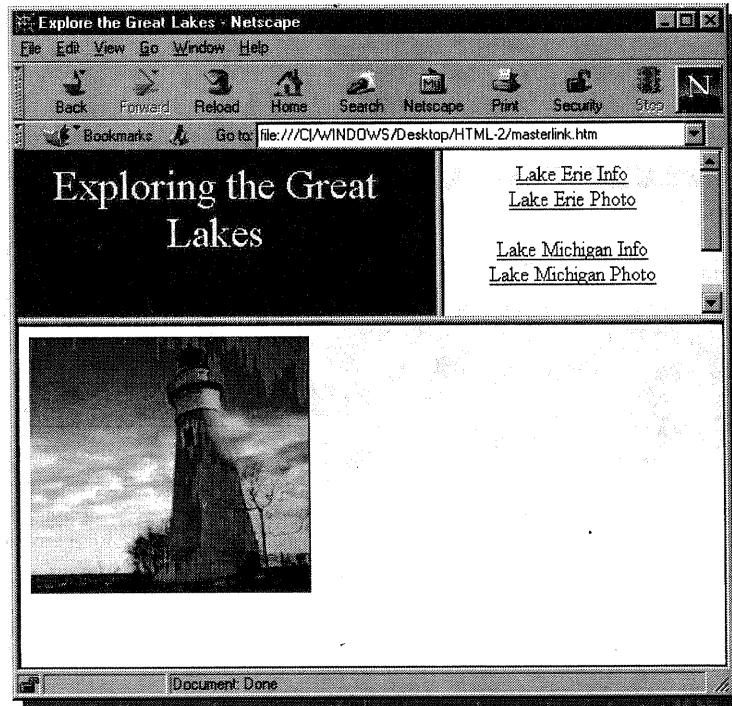 Explore the Great Lakes - Netscape
File Edit View Go Window Help
Back Forward Reload Home Search Netscape Print Security Stop
N
Bookmarks Go to: file:///C|/WINDOWS/Desktop/HTML-2/masterlink.htm
Exploring the Great
Lakes
Lake Erie Info
Lake Erie Photo
Lake Michigan Info
Lake Michigan Photo
Document: Done